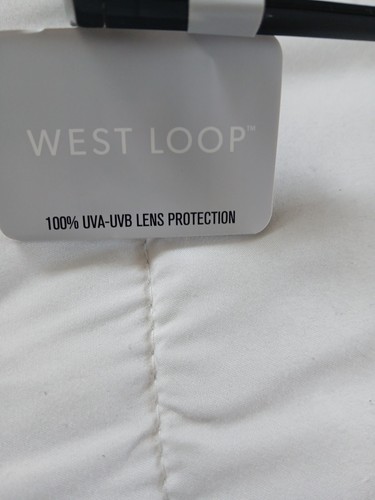 WEST LOOP™
100% UVA-UVB LENS PROTECTION